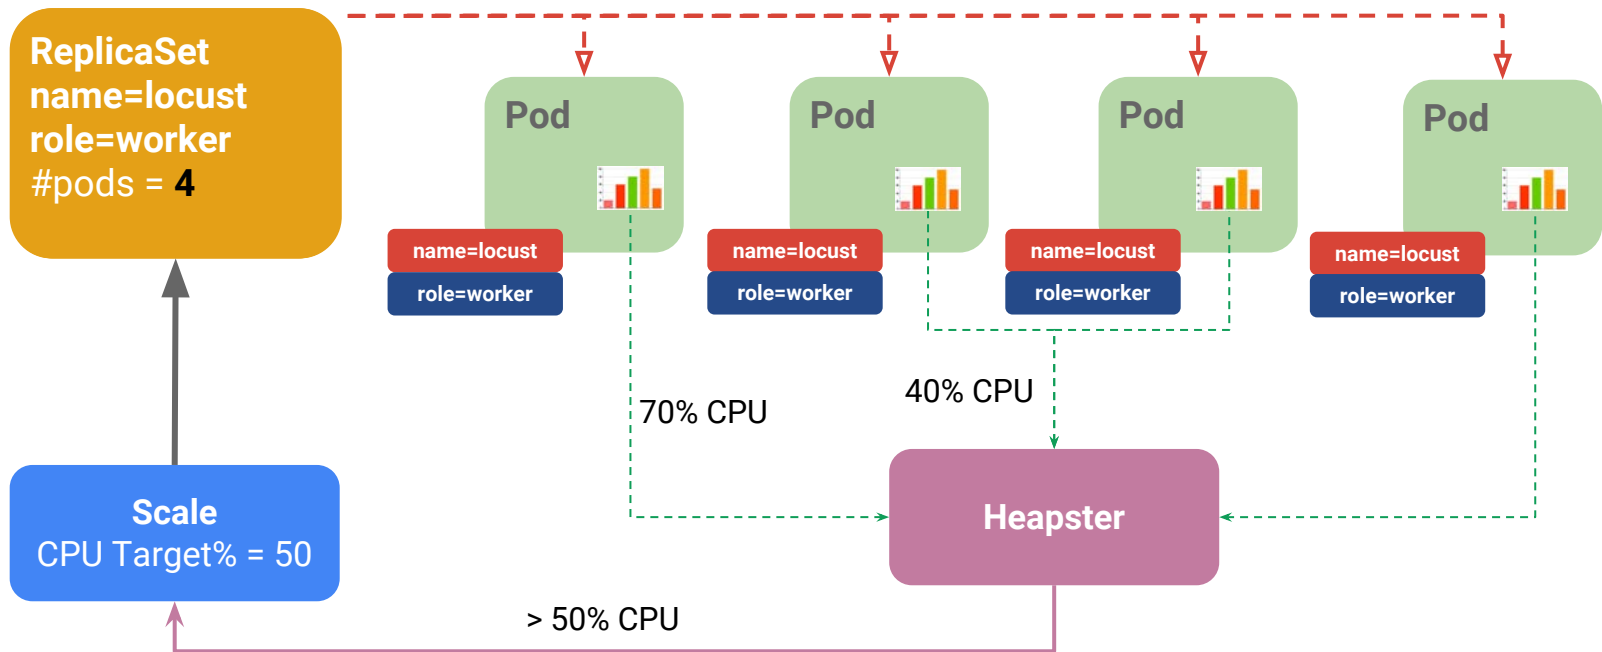 ReplicaSet
name=locust
role=worker
#pods = 4
Pod
Pod
Pod
Pod
name=locust
role=worker
name=locust
role=worker
name=locust
role=worker
name=locust
role=worker
70% CPU
40% CPU
Scale
CPU Target% = 50
Heapster
> 50% CPU